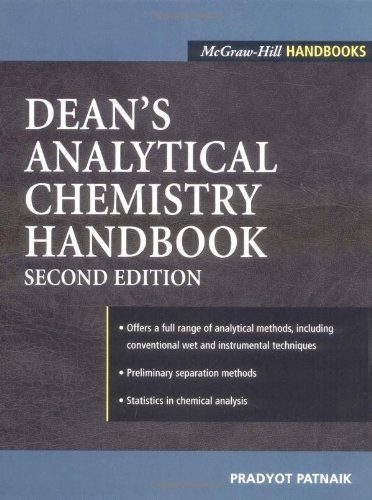 McGraw-Hill HANDBOOKS
DEAN'S
ANALYTICAL
CHEMISTRY
HANDBOOK
SECOND EDITION
• Offers a full range of analytical methods, including
conventional wet and instrumental techniques
• Preliminary separation methods
• Statistics in chemical analysis
PRADYOT PATNAIK